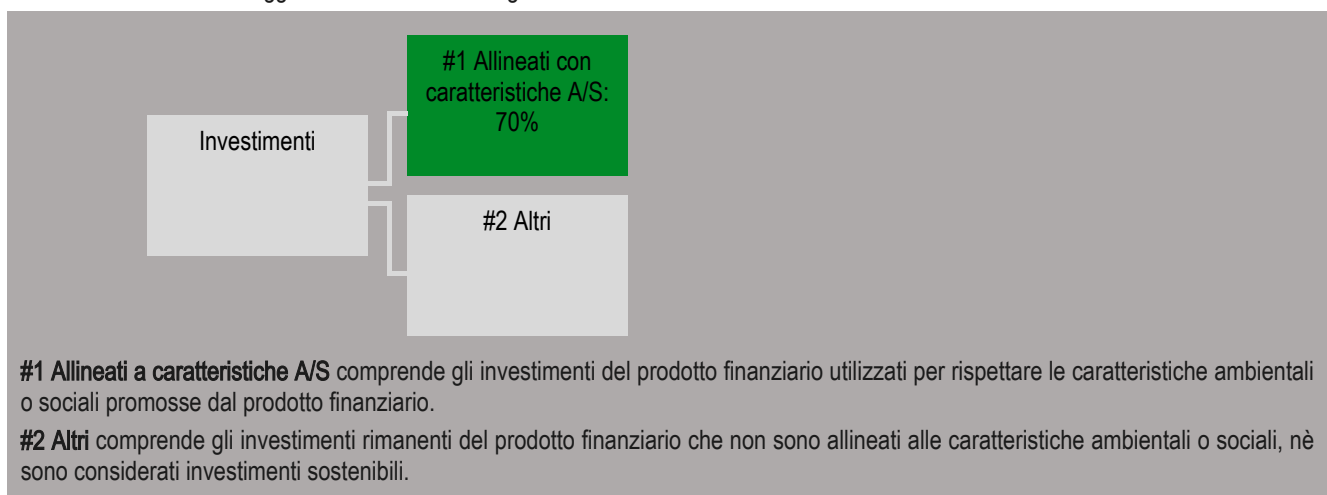 #1 Allineati con
caratteristiche A/S:
70%
Investimenti
#2 Altri
#1 Allineati a caratteristiche A/S comprende gli investimenti del prodotto finanziario utilizzati per rispettare le caratteristiche ambientali
o sociali promosse dal prodotto finanziario.
#2 Altri comprende gli investimenti rimanenti del prodotto finanziario che non sono allineati alle caratteristiche ambientali o sociali, nè
sono considerati investimenti sostenibili.